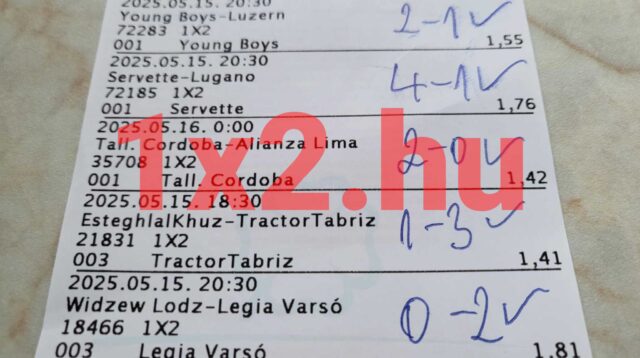 2025.05.15. 20:30
Young Boys-Luzern
2-1 ✓
72283 1X2
001 Young Boys 1,55
2025.05.15. 20:30
Servette-Lugano
4-1 ✓
72185 1X2
001 Servette 1,76
2025.05.16. 0:00
Tall. Cordoba-Alianza Lima
2-0 ✓
35708 1X2
001 Tall. Cordoba 1,42
2025.05.15. 18:30
EsteghlalKhuz-TractorTabriz
1-3 ✓
21831 1X2
003 TractorTabriz 1,41
2025.05.15. 20:30
Widzew Lodz-Legia Varsó
0-2 ✓
18466 1X2
003 Legia Varsó 1,81
1x2.hu